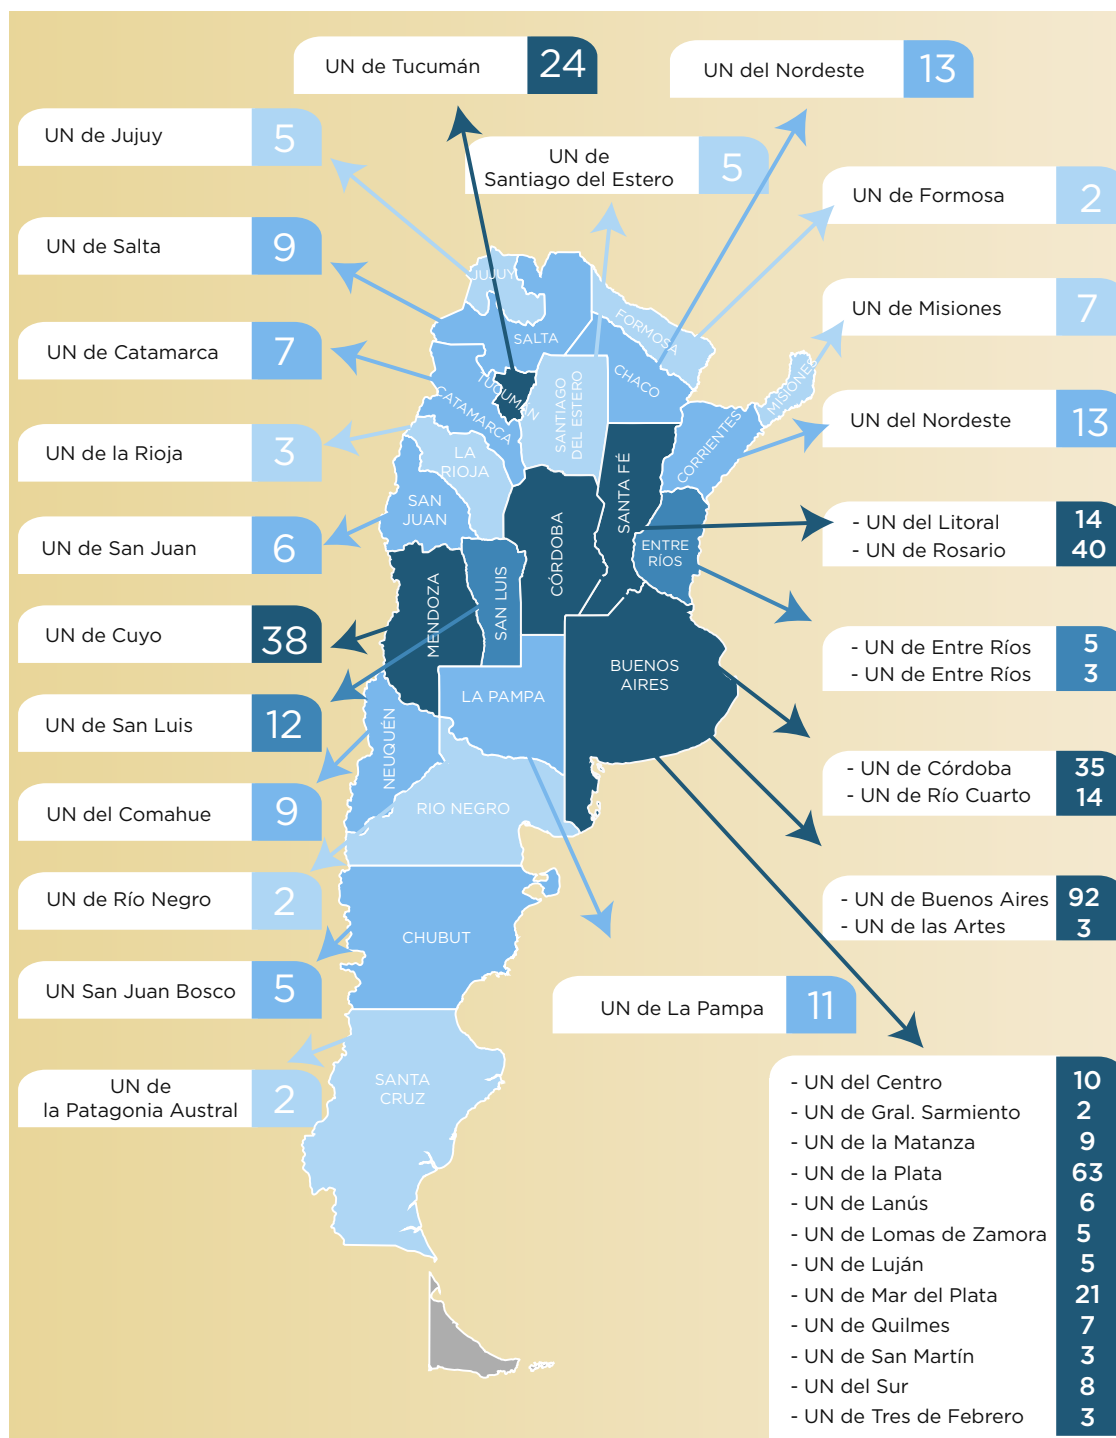 UN de Tucumán 24
UN del Nordeste 13
UN de Jujuy 5
UN de
Santiago del Estero 5
UN de Formosa 2
UN de Salta 9
UN de Misiones 7
UN de Catamarca 7
UN del Nordeste 13
UN de la Rioja 3
- UN del Litoral 14
- UN de Rosario 40
UN de San Juan 6
UN de Cuyo 38
- UN de Entre Ríos 5
- UN de Entre Ríos 3
UN de San Luis 12
- UN de Córdoba 35
- UN de Río Cuarto 14
UN del Comahue 9
UN de Río Negro 2
- UN de Buenos Aires 92
- UN de las Artes 3
UN San Juan Bosco 5
UN de La Pampa 11
UN de
la Patagonia Austral 2
- UN del Centro 10
- UN de Gral. Sarmiento 2
- UN de la Matanza 9
- UN de la Plata 63
- UN de Lanús 6
- UN de Lomas de Zamora 5
- UN de Luján 5
- UN de Mar del Plata 21
- UN de Quilmes 7
- UN de San Martín 3
- UN del Sur 8
- UN de Tres de Febrero 3
JUJUY
SALTA
FORMOSA
CHACO
MISIONES
TUCUMÁN
CATAMARCA
SANTIAGO
DEL ESTERO
CORRIENTES
LA
RIOJA
SANTA FÉ
SAN
JUAN
CÓRDOBA
ENTRE
RÍOS
MENDOZA
SAN LUIS
BUENOS
AIRES
LA PAMPA
NEUQUÉN
RIO NEGRO
CHUBUT
SANTA
CRUZ